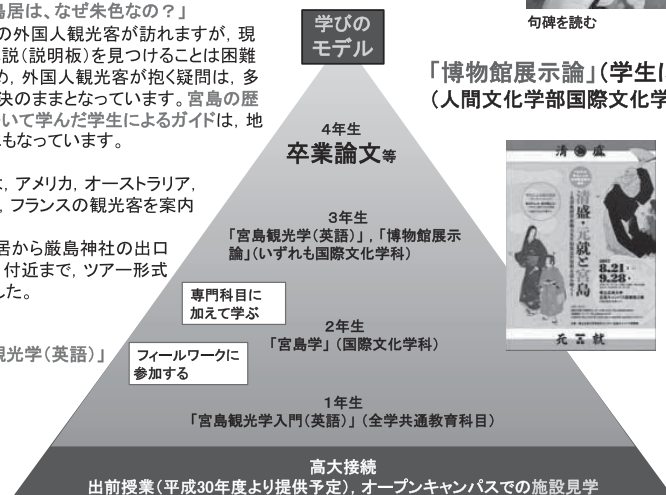 鳥居は、なぜ朱色なの？」
の外国人観光客が訪れますが, 現
説(説明板)を見つけることは困難
め, 外国人観光客が抱く疑問は, 多
決のままとなっています。宮島の歴
いて学んだ学生によるガイドは, 地
もなっています。
, アメリカ, オーストラリア,
, フランスの観光客を案内
居から厳島神社の出口
付近まで, ツアー形式
した。
観光学(英語)」
学びの
モデル
4年生
卒業論文等
3年生
「宮島観光学(英語)」, 「博物館展示
論」(いずれも国際文化学科)
専門科目に
加えて学ぶ
2年生
「宮島学」(国際文化学科)
フィールワークに
参加する
1年生
「宮島観光学入門(英語)」(全学共通教育科目)
高大接続
出前授業(平成30年度より提供予定), オープンキャンパスでの施設見学
句碑を読む
「博物館展示論」(学生に
(人間文化学部国際文化学
清盛
清盛・元就と宮島
8.21
9.28
元就